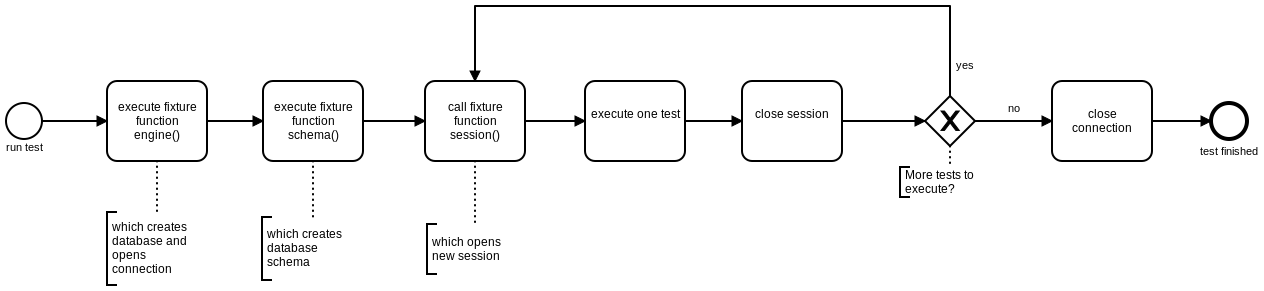 yes
run test
execute fixture
function
engine()
execute fixture
function
schema()
call fixture
function
session()
execute one test
close session
no
close
connection
test finished
More tests to
execute?
which creates
database and
opens
connection
which creates
database
schema
which opens
new session